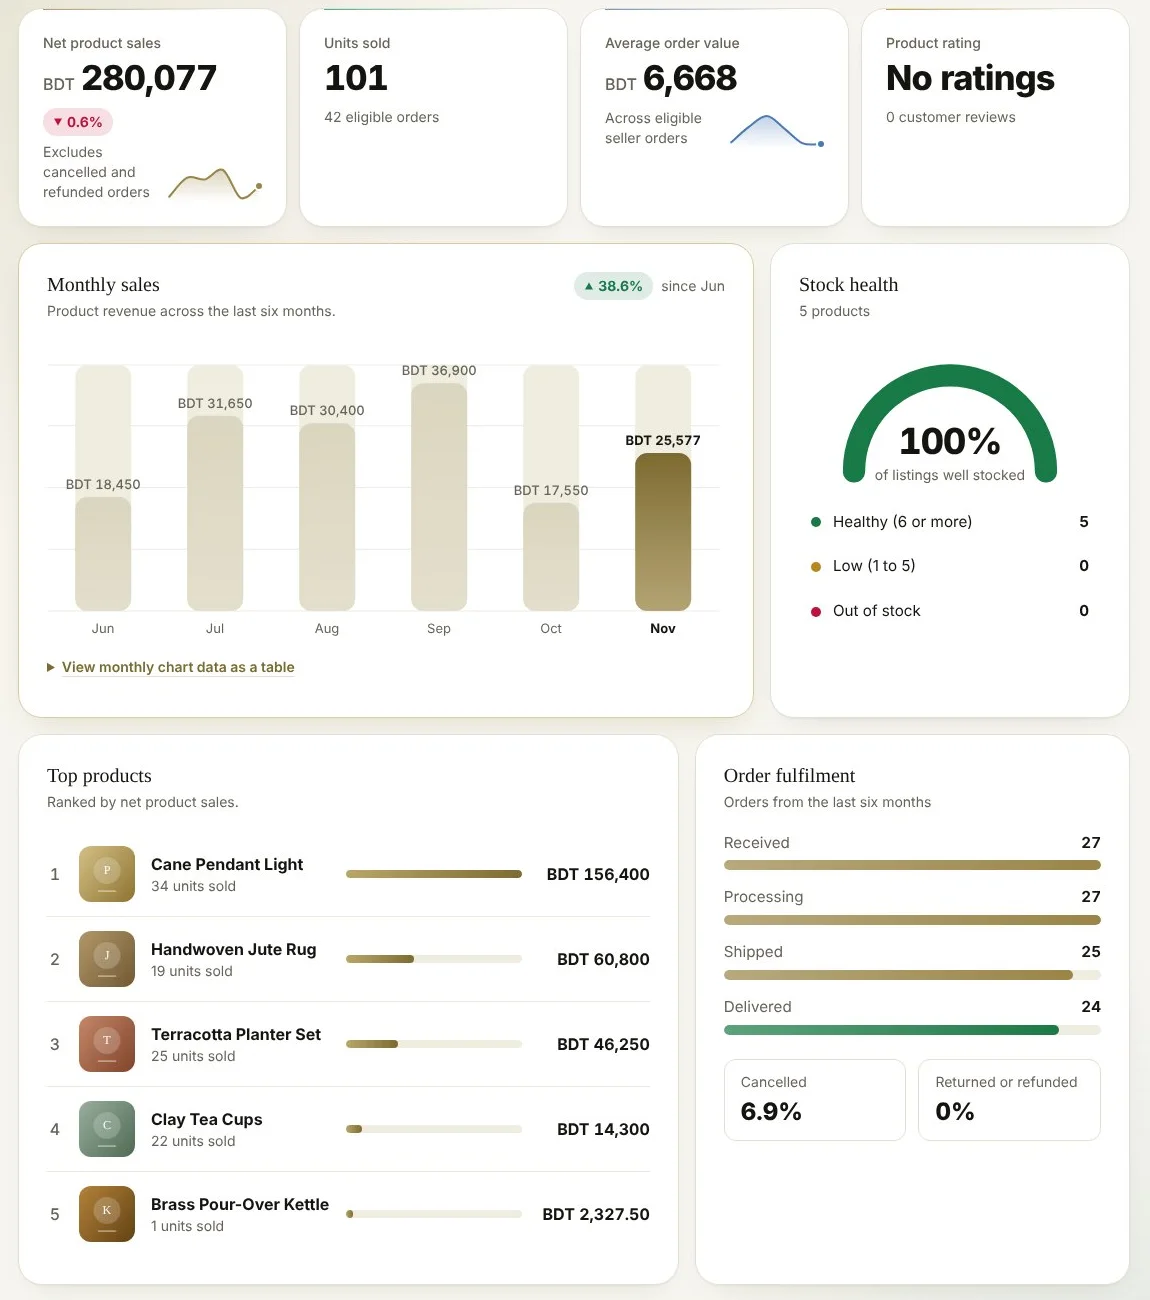 Net product sales
BDT 280,077
▼ 0.6%
Excludes
cancelled and
refunded orders
Units sold
101
42 eligible orders
Average order value
BDT 6,668
Across eligible
seller orders
Product rating
No ratings
0 customer reviews
Monthly sales
▲ 38.6% since Jun
Product revenue across the last six months.
BDT 18,450
BDT 31,650
BDT 30,400
BDT 36,900
BDT 17,550
BDT 25,577
Jun
Jul
Aug
Sep
Oct
Nov
▶ View monthly chart data as a table
Stock health
5 products
100%
of listings well stocked
Healthy (6 or more) 5
Low (1 to 5) 0
Out of stock 0
Top products
Ranked by net product sales.
1 P Cane Pendant Light BDT 156,400
34 units sold
2 J Handwoven Jute Rug BDT 60,800
19 units sold
3 T Terracotta Planter Set BDT 46,250
25 units sold
4 C Clay Tea Cups BDT 14,300
22 units sold
5 K Brass Pour-Over Kettle BDT 2,327.50
1 units sold
Order fulfilment
Orders from the last six months
Received 27
Processing 27
Shipped 25
Delivered 24
Cancelled
6.9%
Returned or refunded
0%